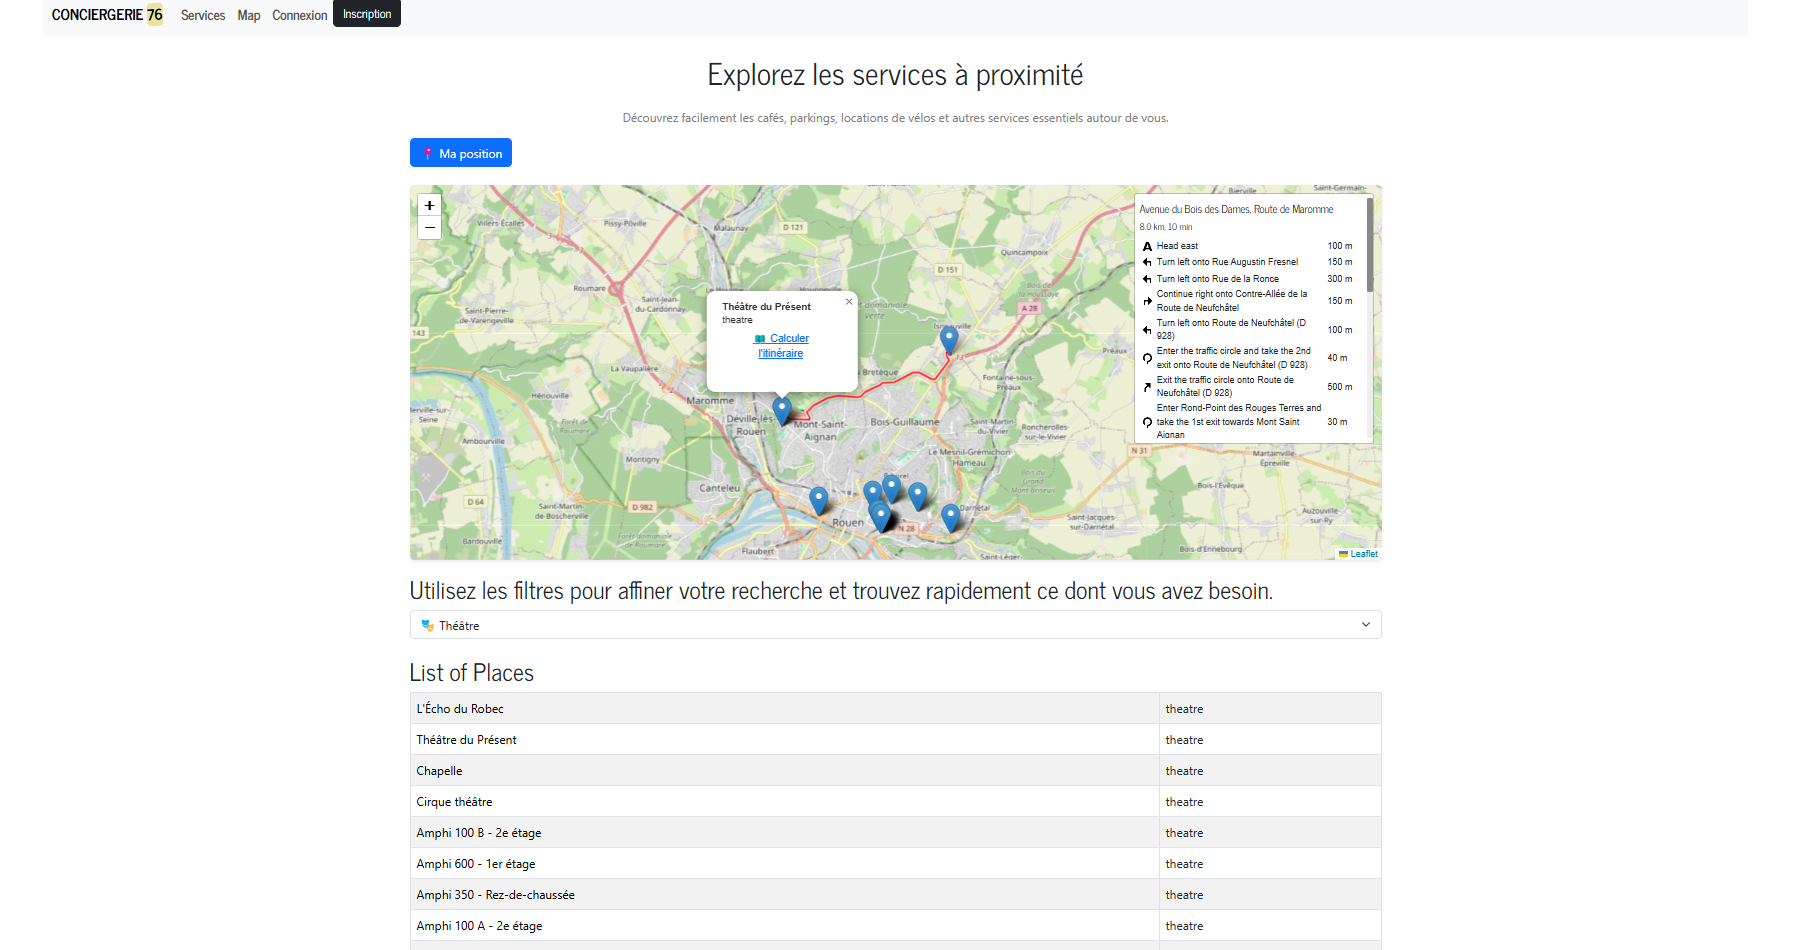 CONCIERGERIE 76 Services Map Connexion Inscription
Explorez les services à proximité
Découvrez facilement les cafés, parkings, locations de vélos et autres services essentiels autour de vous.
Ma position
+
−
Avenue du Bois des Dames, Route de Maromme
8.0 km, 10 min
Head east 100 m
Turn left onto Rue Augustin Fresnel 150 m
Turn left onto Rue de la Ronce 300 m
Continue right onto Contre-Allée de la
Route de Neufchâtel 150 m
Turn left onto Route de Neufchâtel (D
928) 100 m
Enter the traffic circle and take the 2nd
exit onto Route de Neufchâtel (D 928) 40 m
Exit the traffic circle onto Route de
Neufchâtel (D 928) 500 m
Enter Rond-Point des Rouges Terres and
take the 1st exit towards Mont Saint
Aignan 30 m
Bierville
Saint-Germain-
Villers-Écalles
Pissy-Pôville
Malaunay
D 121
Quincampoix
D 151
Roumare
Saint-Jean-
du-Cardonnay
A 28
Saint-Pierre-
de-Varengeville
143
Isneauville
Théâtre du Présent
theatre
Calculer
l'itinéraire
×
Préaux
La Vaupalière
Bretèque
Fontaine-sous-
Préaux
Hénouville
Maromme
Déville-lès-
Rouen
Mont-Saint-
Aignan
Bois-Guillaume
Saint-Martin-
du-Vivier
Roncherolles-
sur-le-Vivier
Ambourville
Montigny
Le Mesnil-Grémichon
Hameau
N 31
Martainville-
Épreville
Canteleu
Bois-l'Evêque
D 64
D 982
Saint-Martin-
de-Boscherville
Rouen
Darnétal
N 28
Saint-Jacques-
sur-Darnétal
Auzouville
sur-Ry
Bardouville
Forêt domaniale
de Roumare
Flaubert
Saint-Léger
Bois-d'Ennebourg
Leaflet
Utilisez les filtres pour affiner votre recherche et trouvez rapidement ce dont vous avez besoin.
Théâtre
List of Places
L'Écho du Robec theatre
Théâtre du Présent theatre
Chapelle theatre
Cirque théâtre theatre
Amphi 100 B - 2e étage theatre
Amphi 600 - 1er étage theatre
Amphi 350 - Rez-de-chaussée theatre
Amphi 100 A - 2e étage theatre